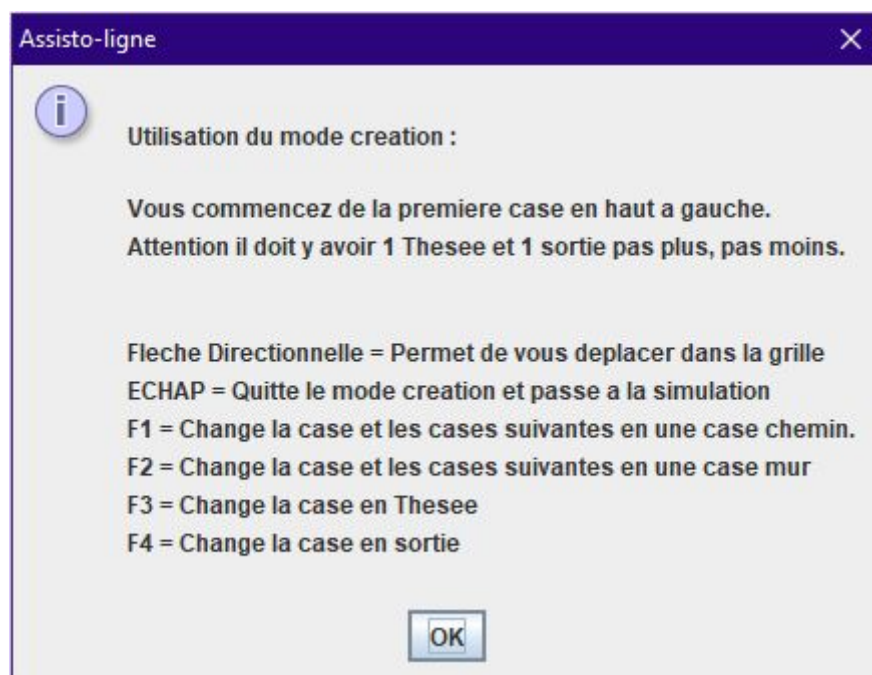 Assisto-ligne
Utilisation du mode creation :
Vous commencez de la premiere case en haut a gauche.
Attention il doit y avoir 1 Thesee et 1 sortie pas plus, pas moins.
Fleche Directionnelle = Permet de vous deplacer dans la grille
ECHAP = Quitte le mode creation et passe a la simulation
F1 = Change la case et les cases suivantes en une case chemin.
F2 = Change la case et les cases suivantes en une case mur
F3 = Change la case en Thesee
F4 = Change la case en sortie
OK